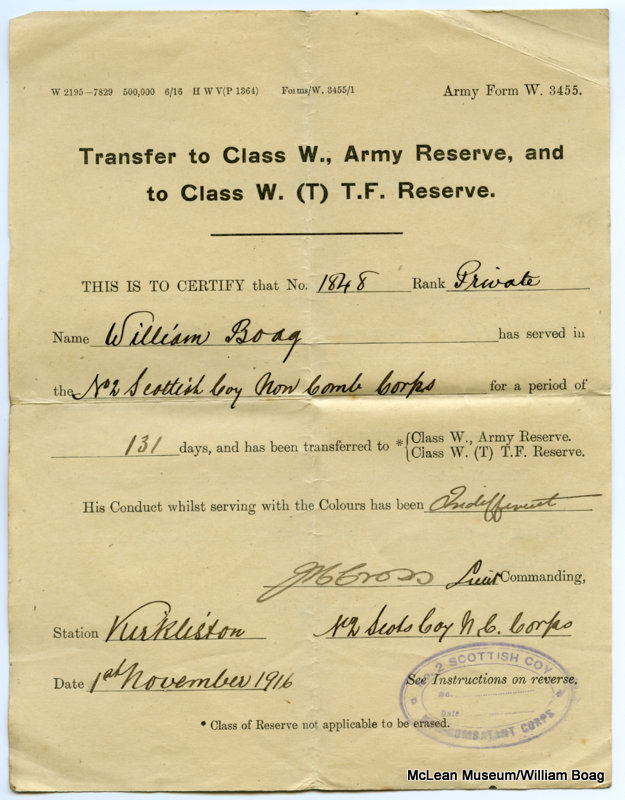 W 2195—7829 500,000 6/16 H W V(P 1364) Forms/W. 3455/1 Army Form W. 3455.
Transfer to Class W., Army Reserve, and
to Class W. (T) T.F. Reserve.
THIS IS TO CERTIFY that No. 1848 Rank Private
Name William Boag has served in
the No 2 Scottish Coy Non Comb Corps for a period of
131 days, and has been transferred to * { Class W., Army Reserve.
Class W. (T) T.F. Reserve.
His Conduct whilst serving with the Colours has been Indifferent
Cross Lieut Commanding,
Station Kirkliston No 2 Scots Coy N.C. Corps
Date 1st November 1916 See Instructions on reverse.
No. 2 SCOTTISH COY
No.
Date
NON-COMBATANT CORPS
* Class of Reserve not applicable to be erased.
McLean Museum/William Boag